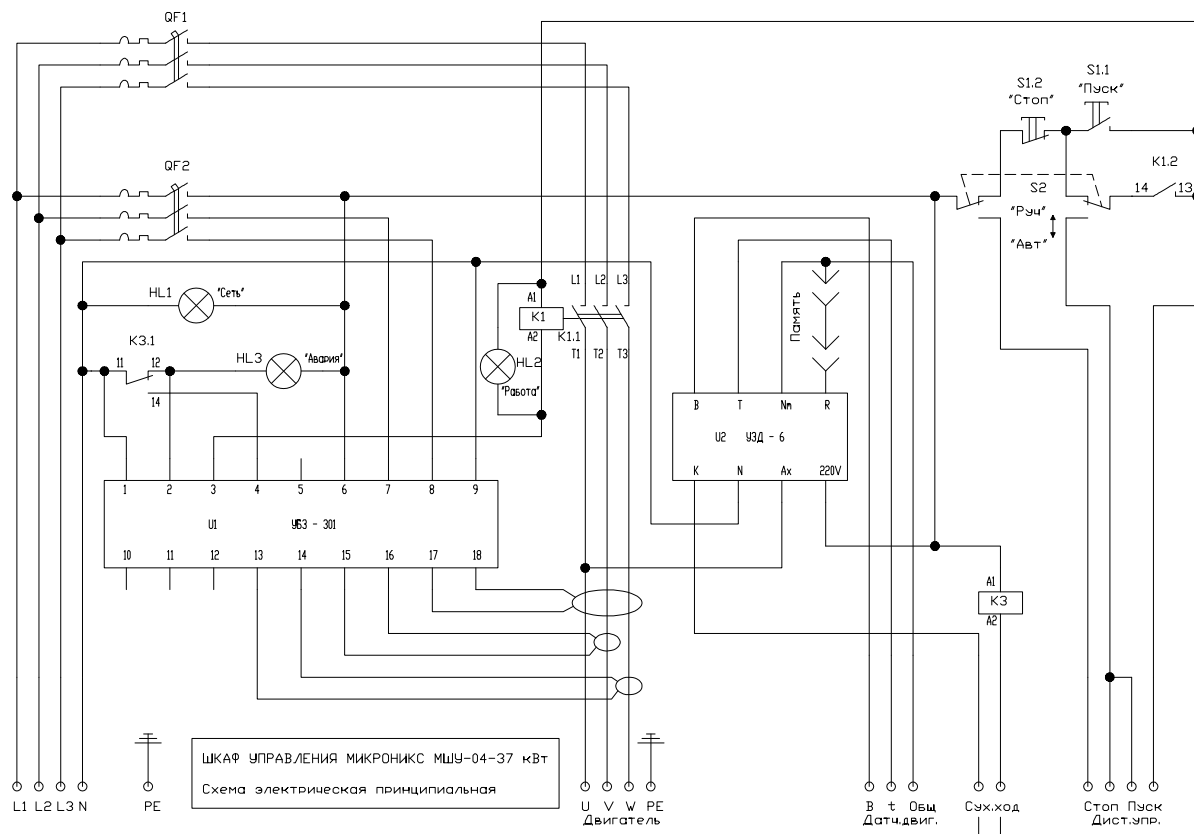 QF1
S1.1
"Пуск"
S1.2
"Стоп"
QF2
K1.2
14 13
S2
"Руч"
"Авт"
HL1 "Сеть"
L1 L2 L3
A1
K1
A2
K1.1
T1 T2 T3
Память
K3.1
11 12
14
HL3 "Авария"
HL2
"Работа"
B T Nm R
U2 УЗД - 6
K N Ax 220V
1 2 3 4 5 6 7 8 9
U1 УБЗ - 301
10 11 12 13 14 15 16 17 18
A1
K3
A2
ШКАФ УПРАВЛЕНИЯ МИКРОНИКС МШУ-04-37 кВт
Схема электрическая принципиальная
L1 L2 L3 N PE U V W PE B t Общ Сух.ход Стоп Пуск
Двигатель Датч.двиг. Дист.упр.